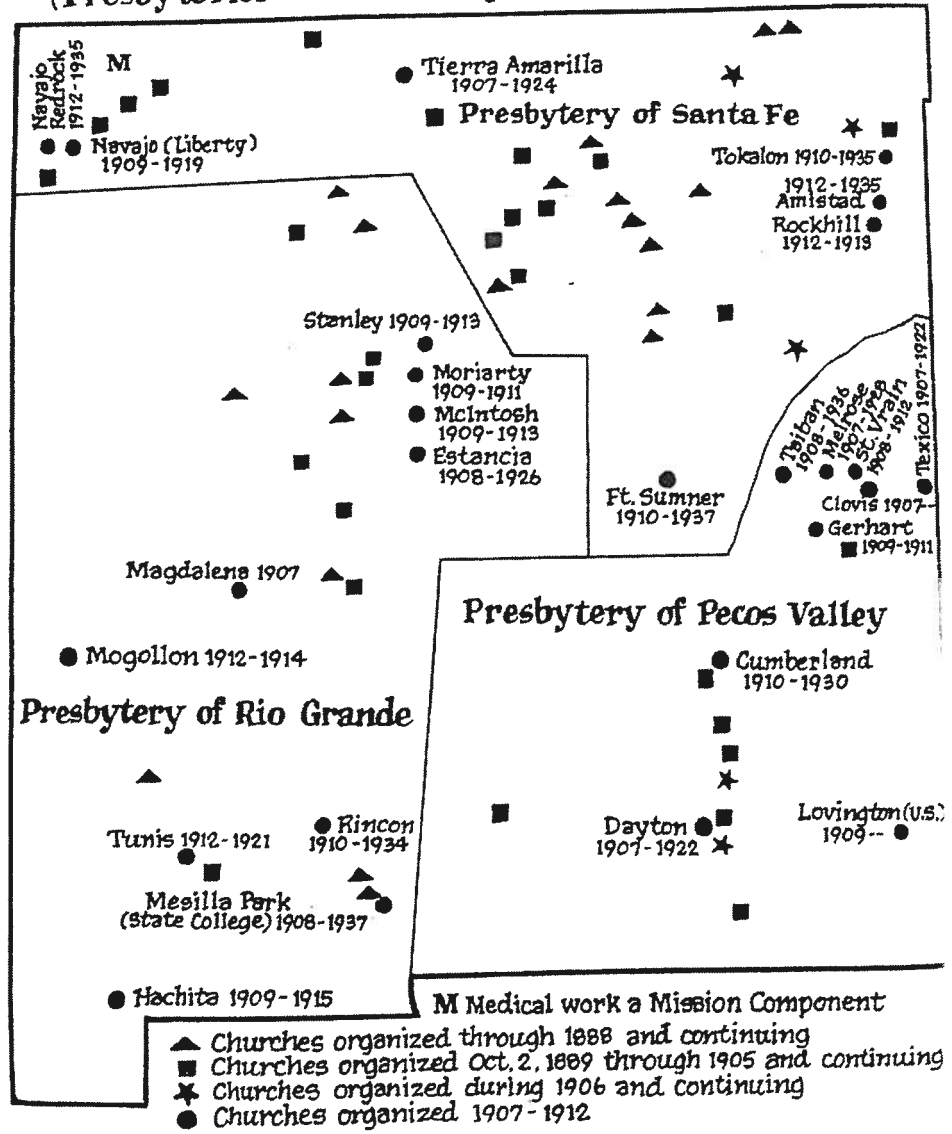 (Presbyteries
Navajo
Redrock
1912-1935
M
Tierra Amarilla
1907-1924
Presbytery of Santa Fe
Navajo (Liberty)
1909-1919
Tokalon 1910-1935
1912-1935
Amistad
Rockhill
1912-1913
Stanley 1909-1913
Moriarty
1909-1911
McIntosh
1909-1913
Estancia
1908-1926
Taiban
1908-1936
Melrose
1907-1928
St. Vrain
1908-1912
Texico 1907-1922
Ft. Sumner
1910-1937
Clovis 1907--
Gerhart
1909-1911
Magdalena 1907
Presbytery of Pecos Valley
Mogollon 1912-1914
Cumberland
1910-1930
Presbytery of Rio Grande
Rincon
1910-1934
Tunis 1912-1921
Dayton
1907-1922
Lovington (U.S.)
1909--
Mesilla Park
(State College) 1908-1937
Hachita 1909-1915
M Medical work a Mission Component
Churches organized through 1888 and continuing
Churches organized Oct. 2, 1889 through 1905 and continuing
Churches organized during 1906 and continuing
Churches organized 1907-1912